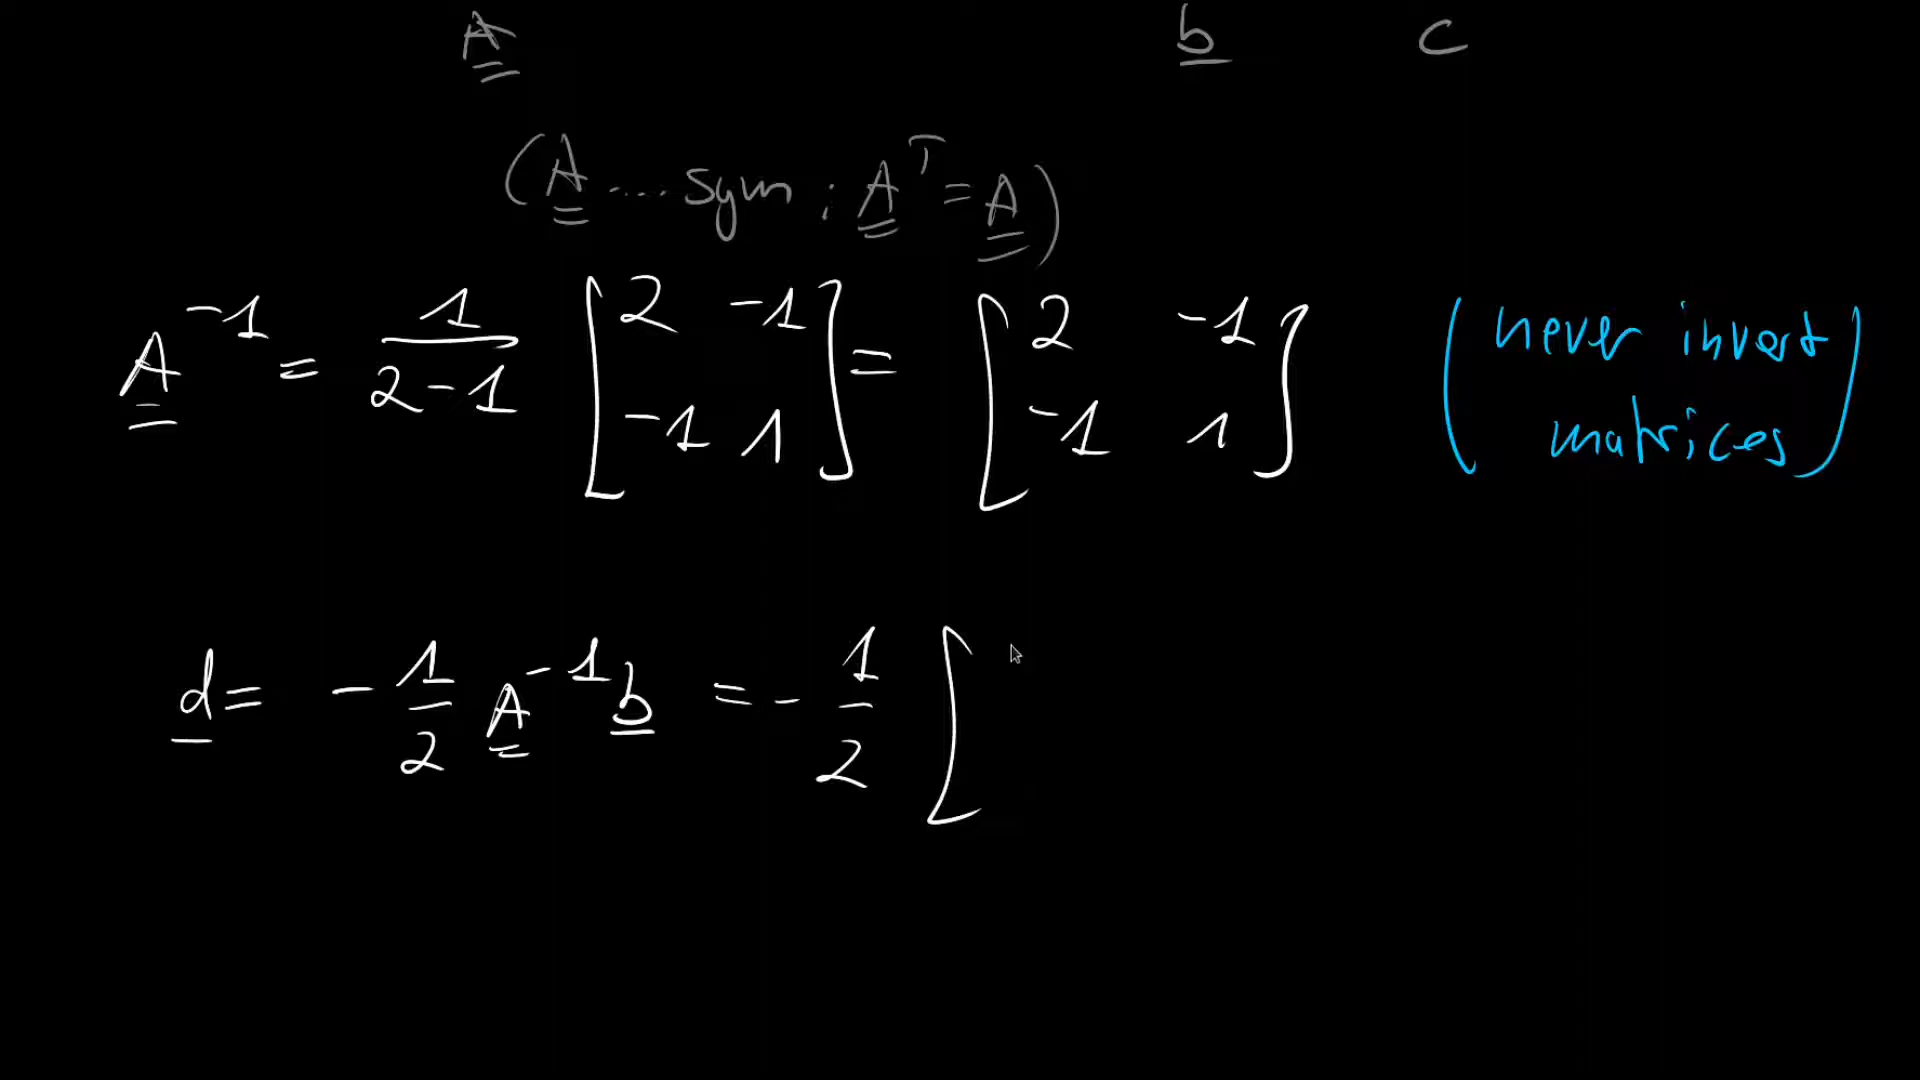 A b c
(A .... sym ; A^T = A)
A^-1 = 1/(2-1) [2 -1; -1 1] = [2 -1; -1 1] (never invert matrices)
d = - 1/2 A^-1 b = - 1/2 [